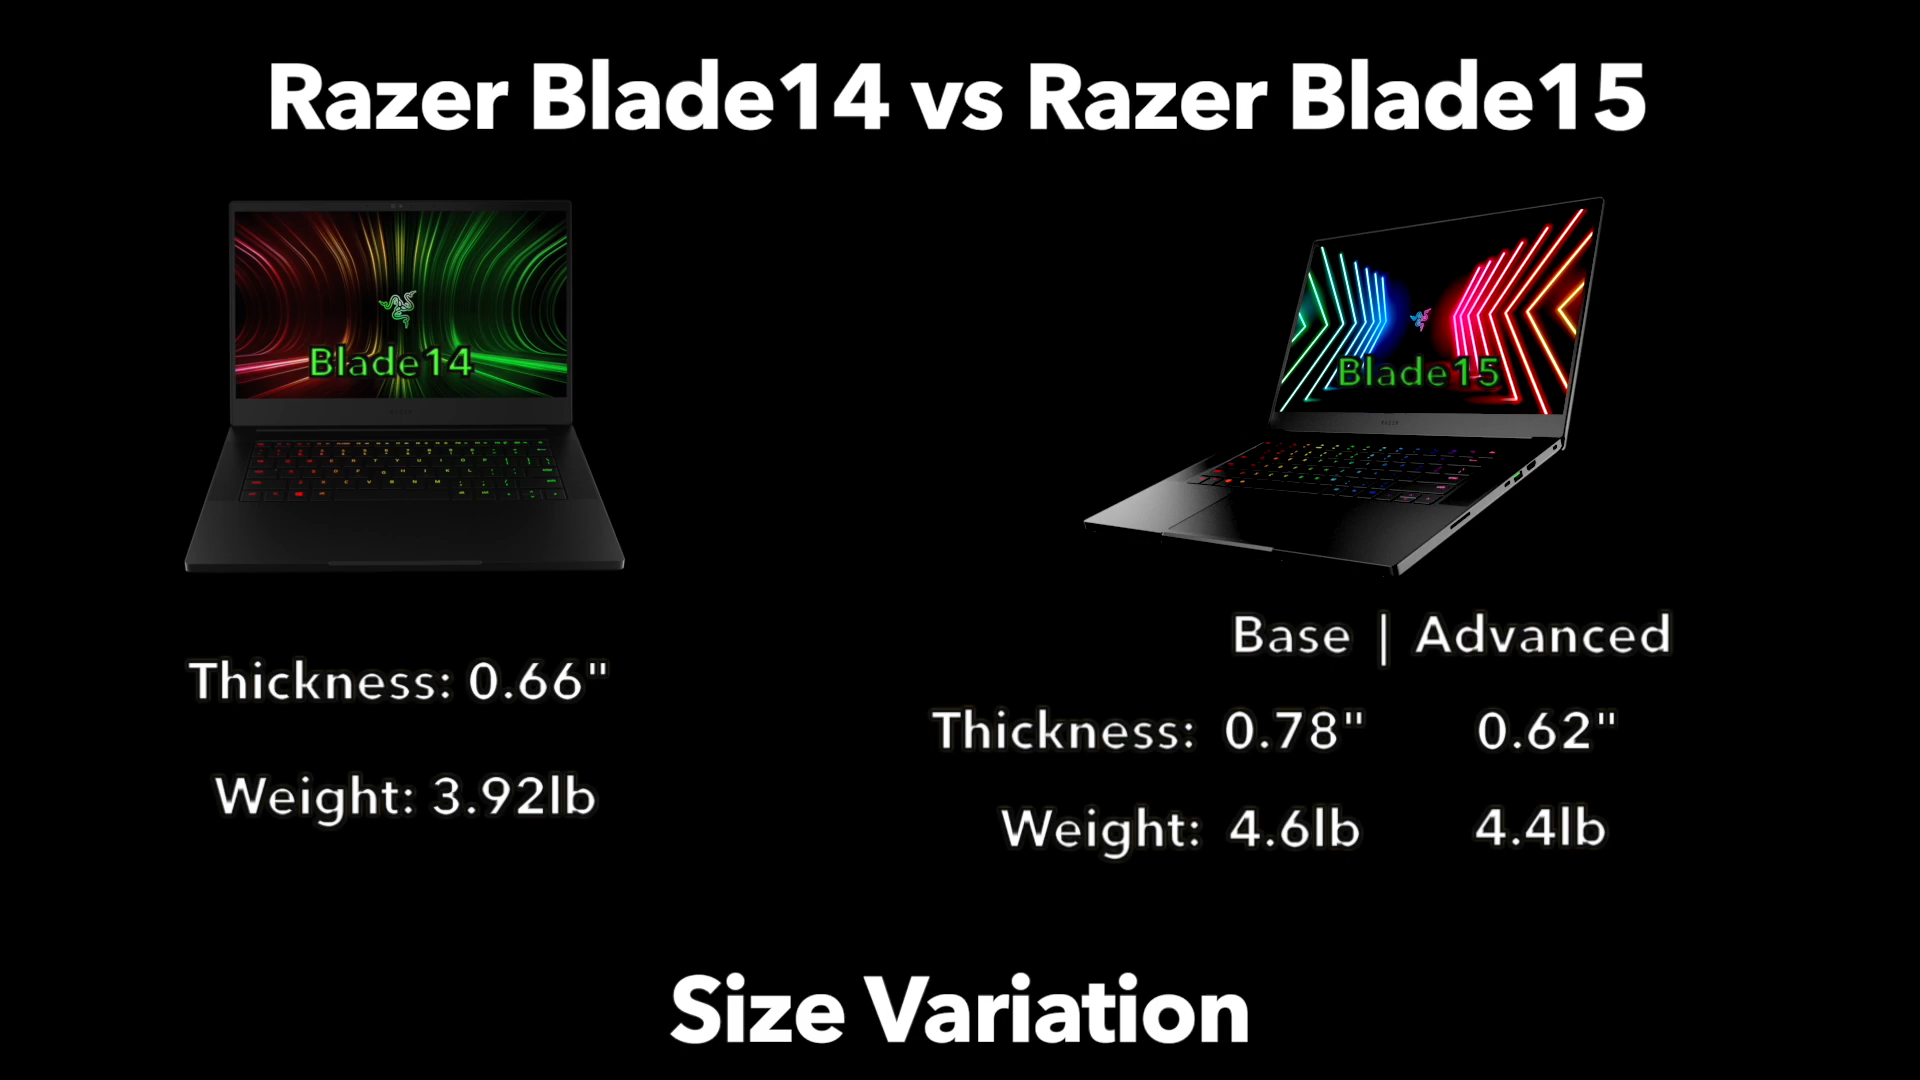 Razer Blade14 vs Razer Blade15
Blade14
Blade15
Thickness: 0.66"
Weight: 3.92lb
Base | Advanced
Thickness: 0.78" 0.62"
Weight: 4.6lb 4.4lb
Size Variation